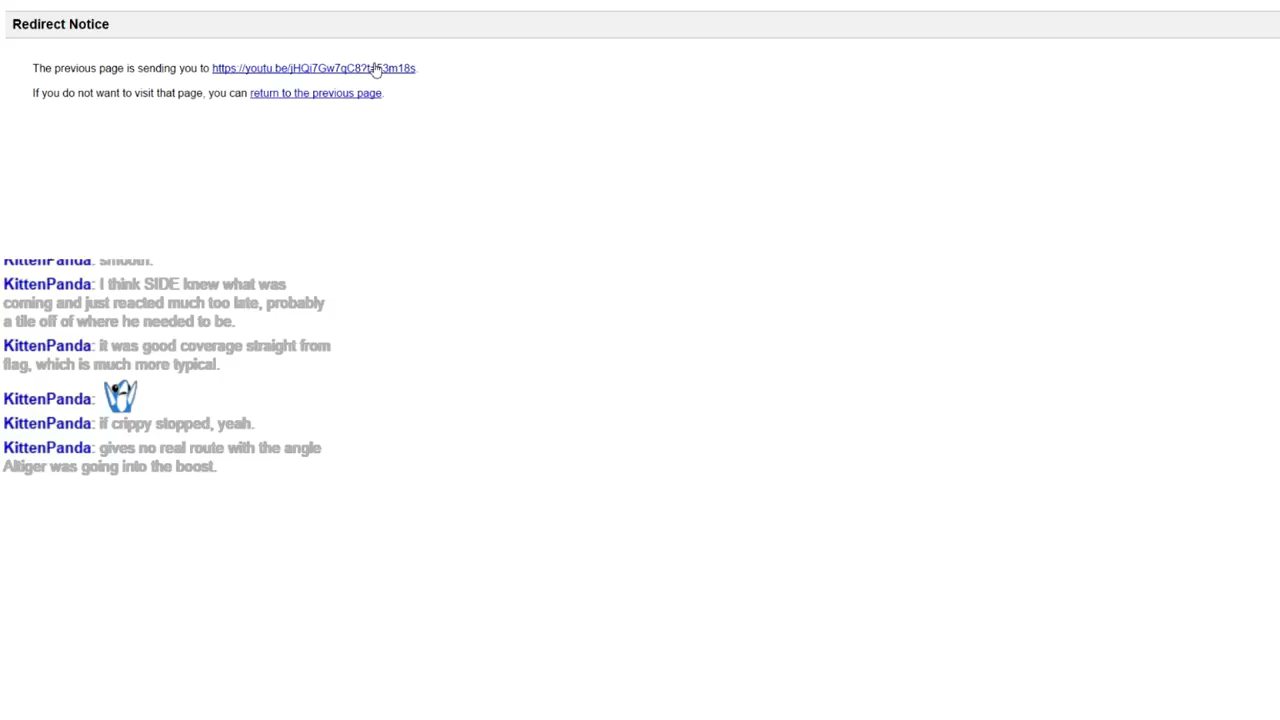 Redirect Notice
The previous page is sending you to https://youtu.be/jHQi7Gw7qC8?t=53m18s.
If you do not want to visit that page, you can return to the previous page.
KittenPanda: smooth.
KittenPanda: I think SIDE knew what was
coming and just reacted much too late, probably
a tile off of where he needed to be.
KittenPanda: it was good coverage straight from
flag, which is much more typical.
KittenPanda:
KittenPanda: if crippy stopped, yeah.
KittenPanda: gives no real route with the angle
Altiger was going into the boost.